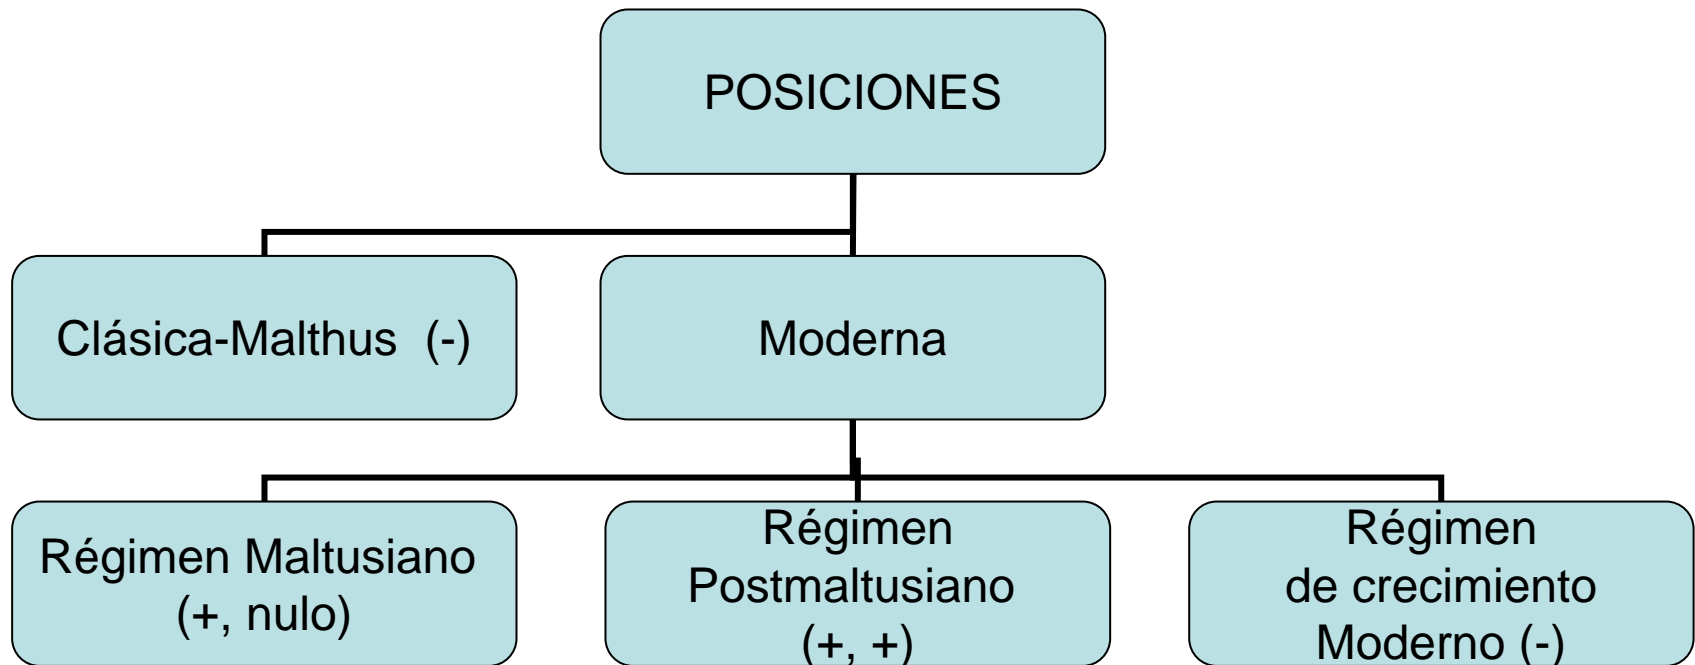 POSICIONES
Clásica-Malthus (-)
Moderna
Régimen Maltusiano
(+, nulo)
Régimen
Postmaltusiano
(+, +)
Régimen
de crecimiento
Moderno (-)